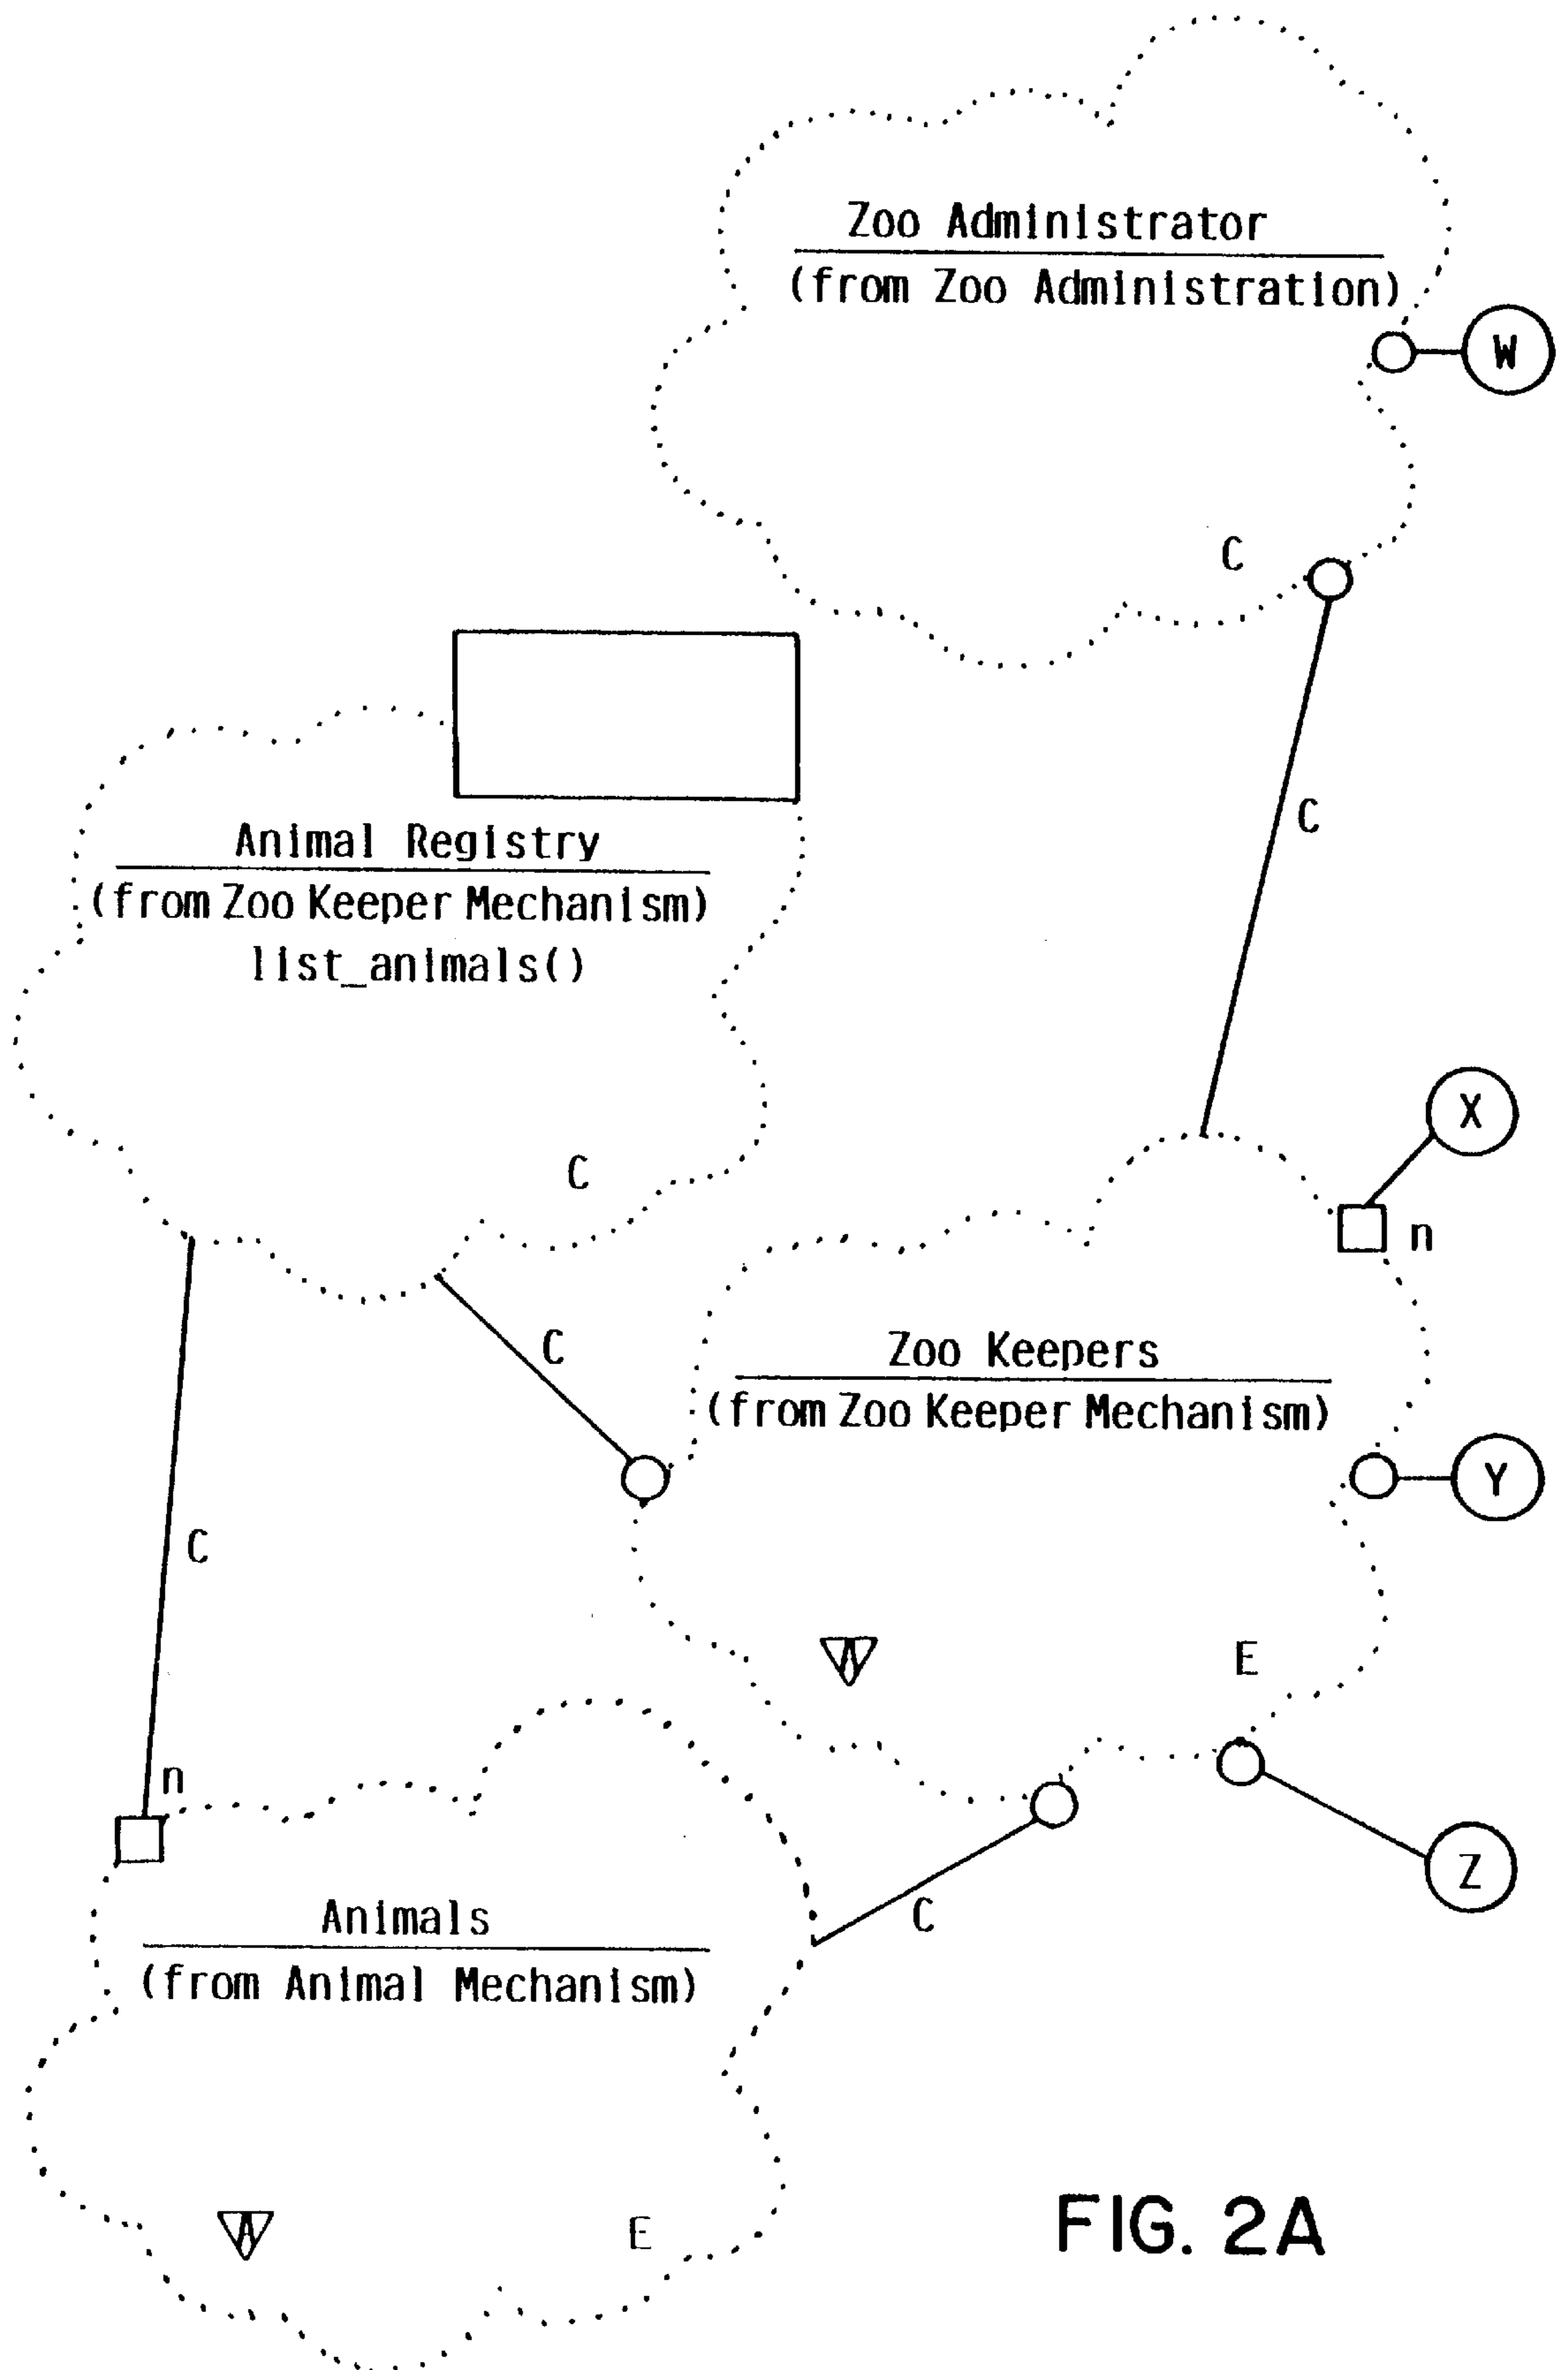 Zoo Administrator
(from Zoo Administration)
W
C
C
Animal Registry
(from Zoo Keeper Mechanism)
list_animals()
C
X
n
C
Zoo Keepers
(from Zoo Keeper Mechanism)
Y
C
A
E
n
Z
C
Animals
(from Animal Mechanism)
A
E
FIG. 2A